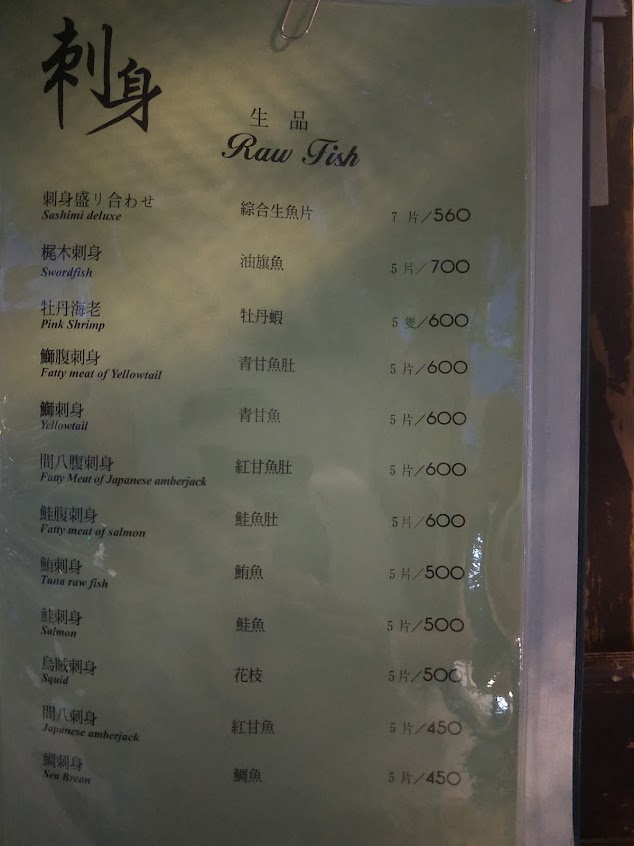 刺身
生品
Raw Fish
刺身盛り合わせ 綜合生魚片 7 片／560
Sashimi deluxe
梶木刺身 油旗魚 5 片／700
Swordfish
牡丹海老 牡丹蝦 5 隻／600
Pink Shrimp
鰤腹刺身 青甘魚肚 5 片／600
Fatty meat of Yellowtail
鰤刺身 青甘魚 5 片／600
Yellowtail
間八腹刺身 紅甘魚肚 5 片／600
Fatty Meat of Japanese amberjack
鮭腹刺身 鮭魚肚 5 片／600
Fatty meat of salmon
鮪刺身 鮪魚 5 片／500
Tuna raw fish
鮭刺身 鮭魚 5 片／500
Salmon
烏賊刺身 花枝 5 片／500
Squid
間八刺身 紅甘魚 5 片／450
Japanese amberjack
鯛刺身 鯛魚 5 片／450
Sea Brean